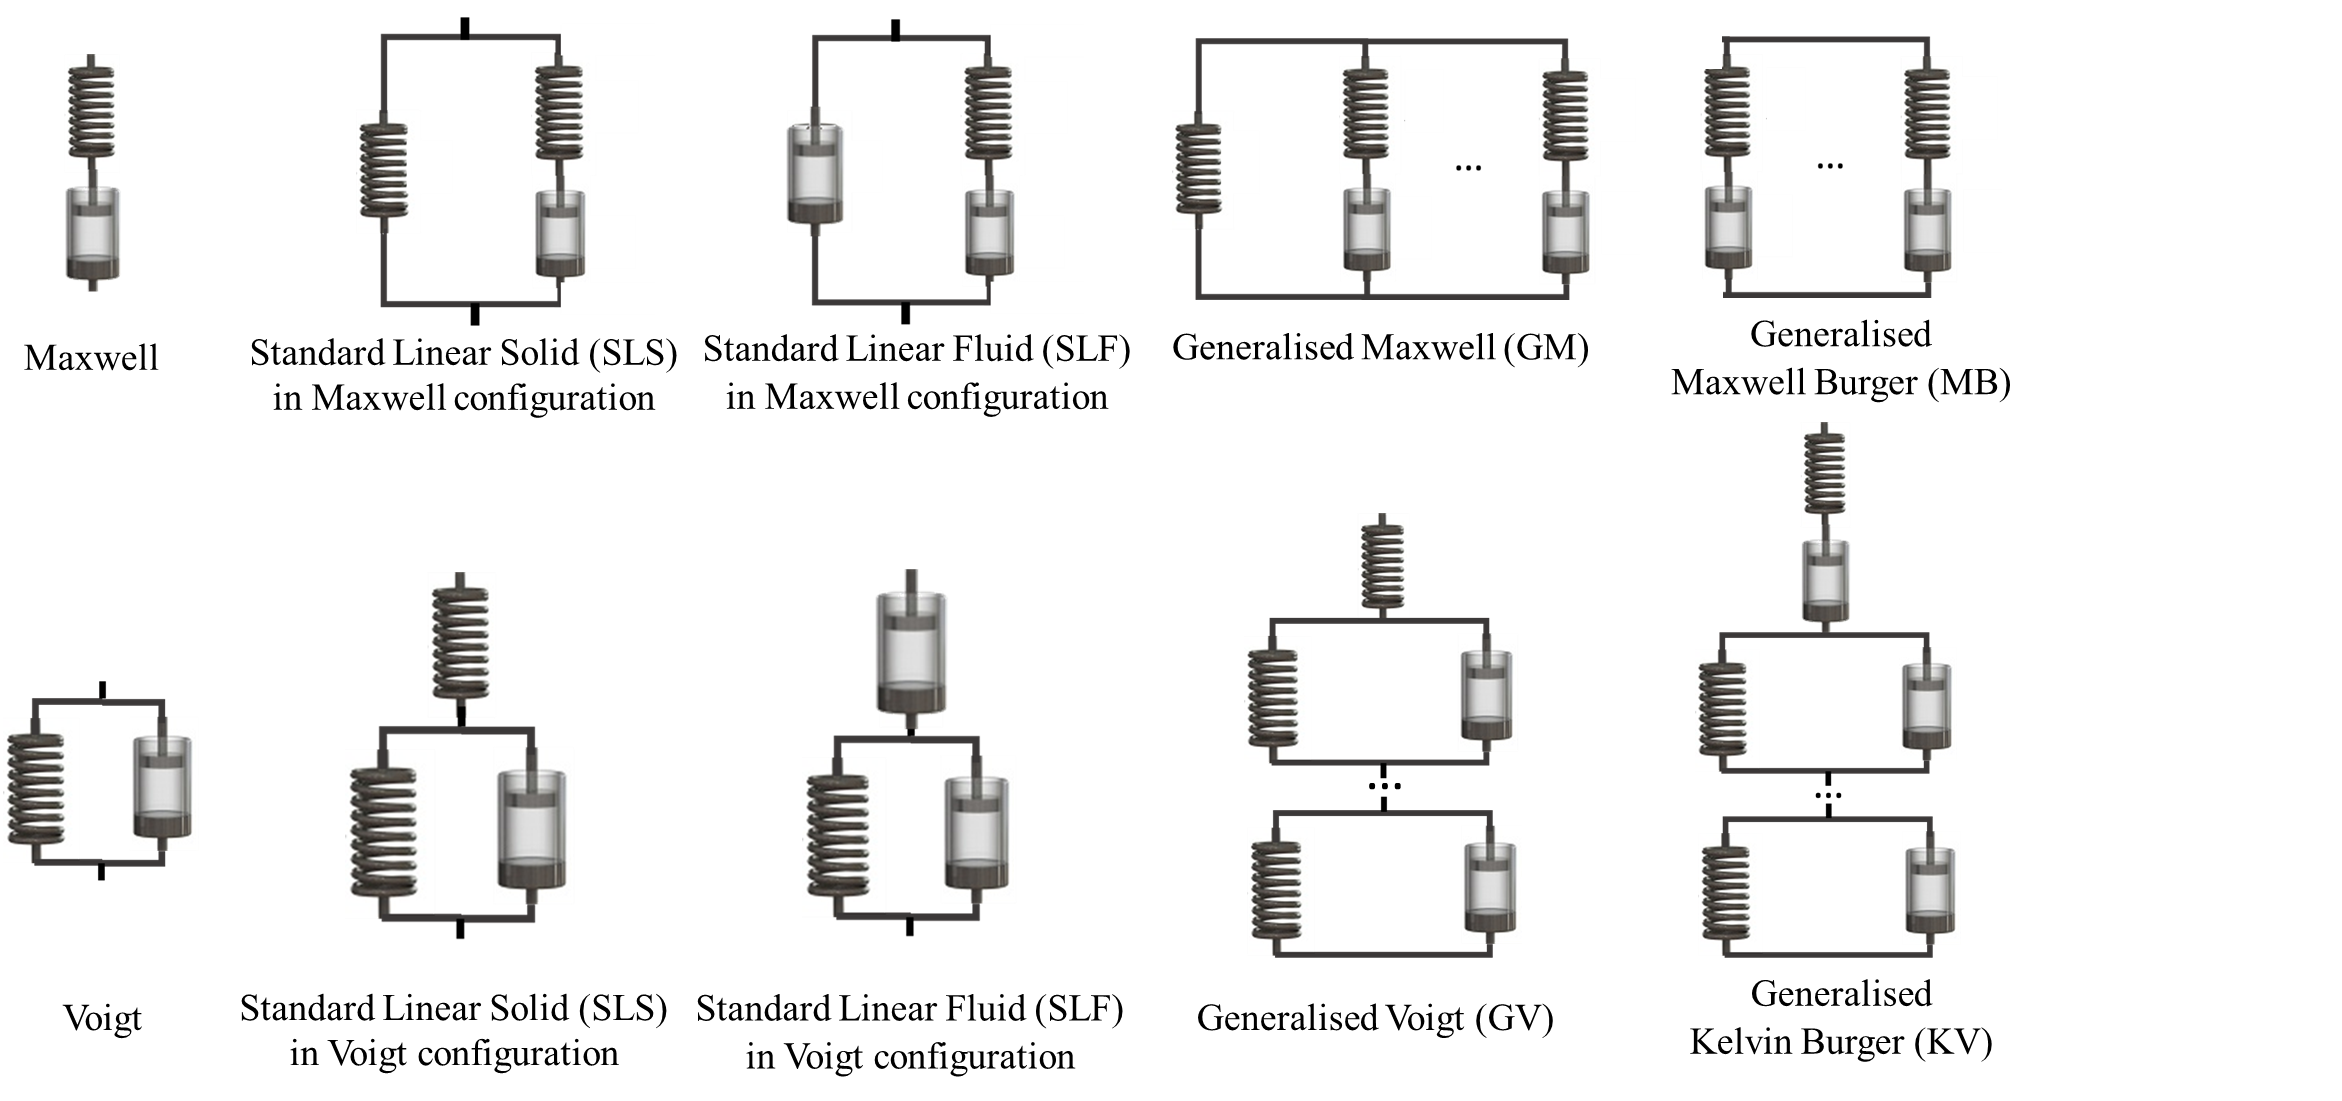 Maxwell
Standard Linear Solid (SLS)
in Maxwell configuration
Standard Linear Fluid (SLF)
in Maxwell configuration
...
Generalised Maxwell (GM)
...
Generalised
Maxwell Burger (MB)
Voigt
Standard Linear Solid (SLS)
in Voigt configuration
Standard Linear Fluid (SLF)
in Voigt configuration
...
Generalised Voigt (GV)
...
Generalised
Kelvin Burger (KV)